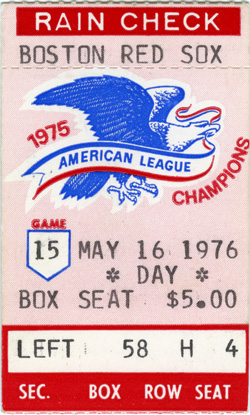 RAIN CHECK
BOSTON RED SOX
1975
AMERICAN LEAGUE
CHAMPIONS
GAME
15 MAY 16 1976
* DAY *
BOX SEAT $5.00
LEFT 58 H 4
SEC. BOX ROW SEAT